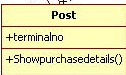 Post
+terminalno
+Showpurchasedetails()